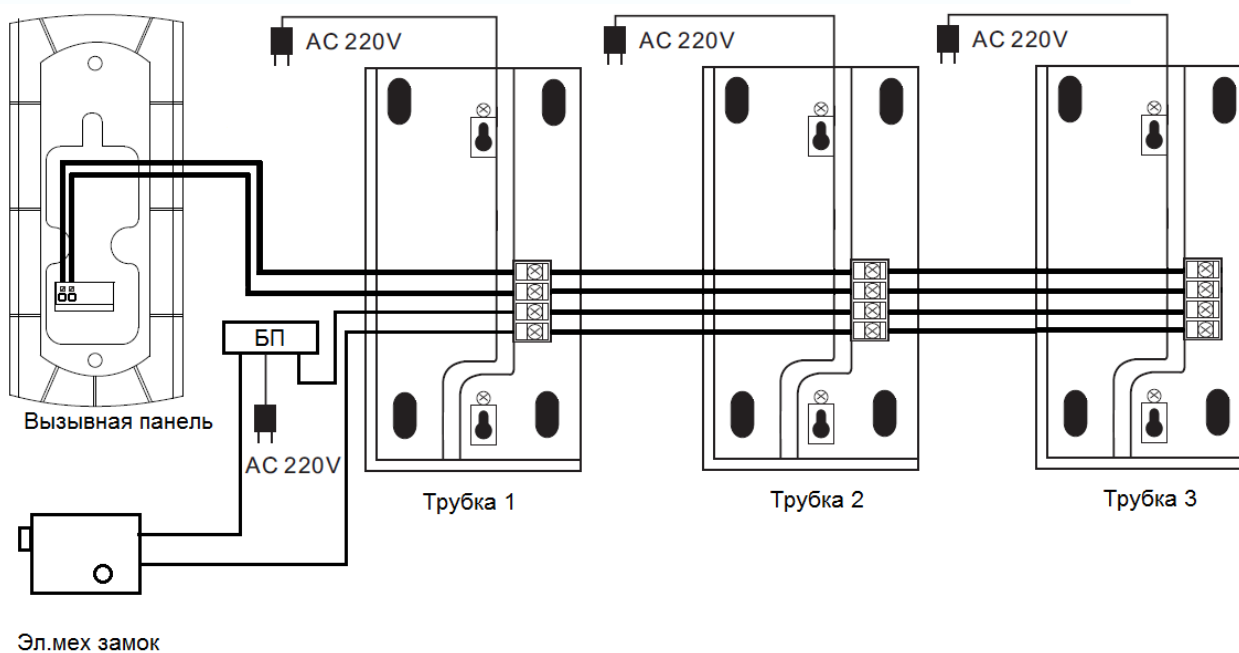 AC 220V
AC 220V
AC 220V
БП
Вызывная панель
AC 220V
Трубка 1
Трубка 2
Трубка 3
Эл.мех замок